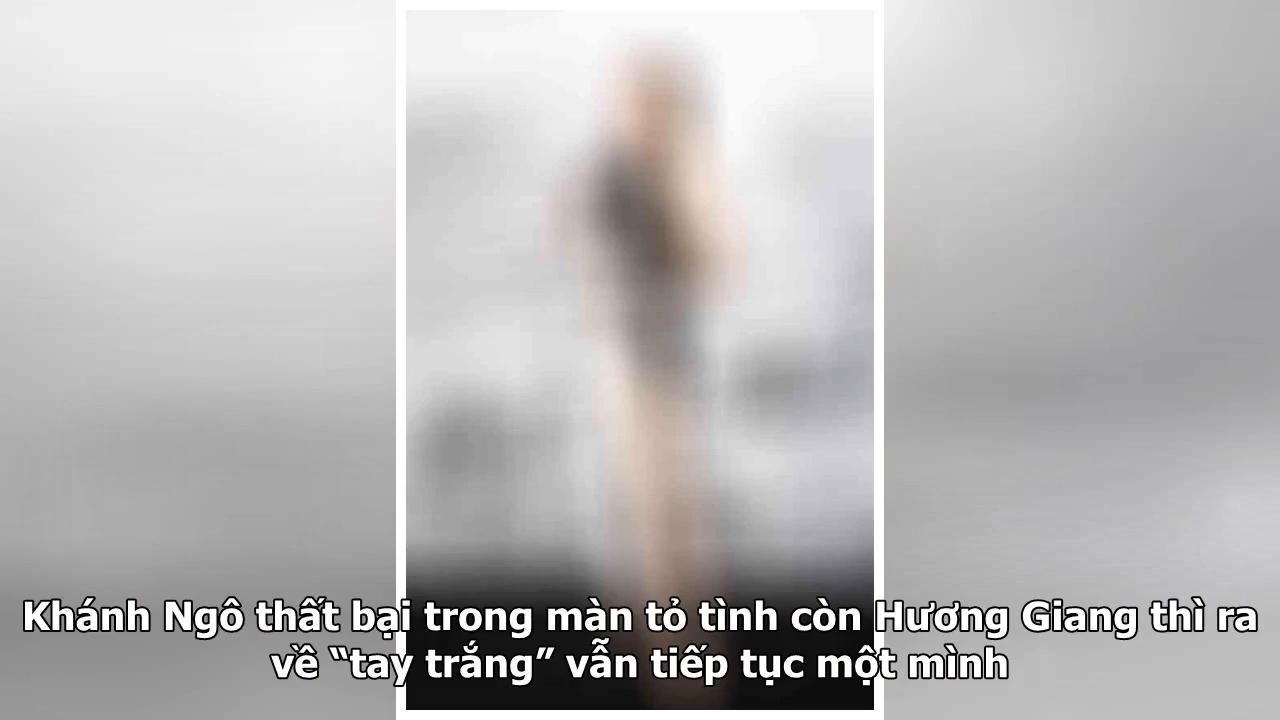 Khánh Ngô thất bại trong màn tỏ tình còn Hương Giang thì ra
về “tay trắng” vẫn tiếp tục một mình